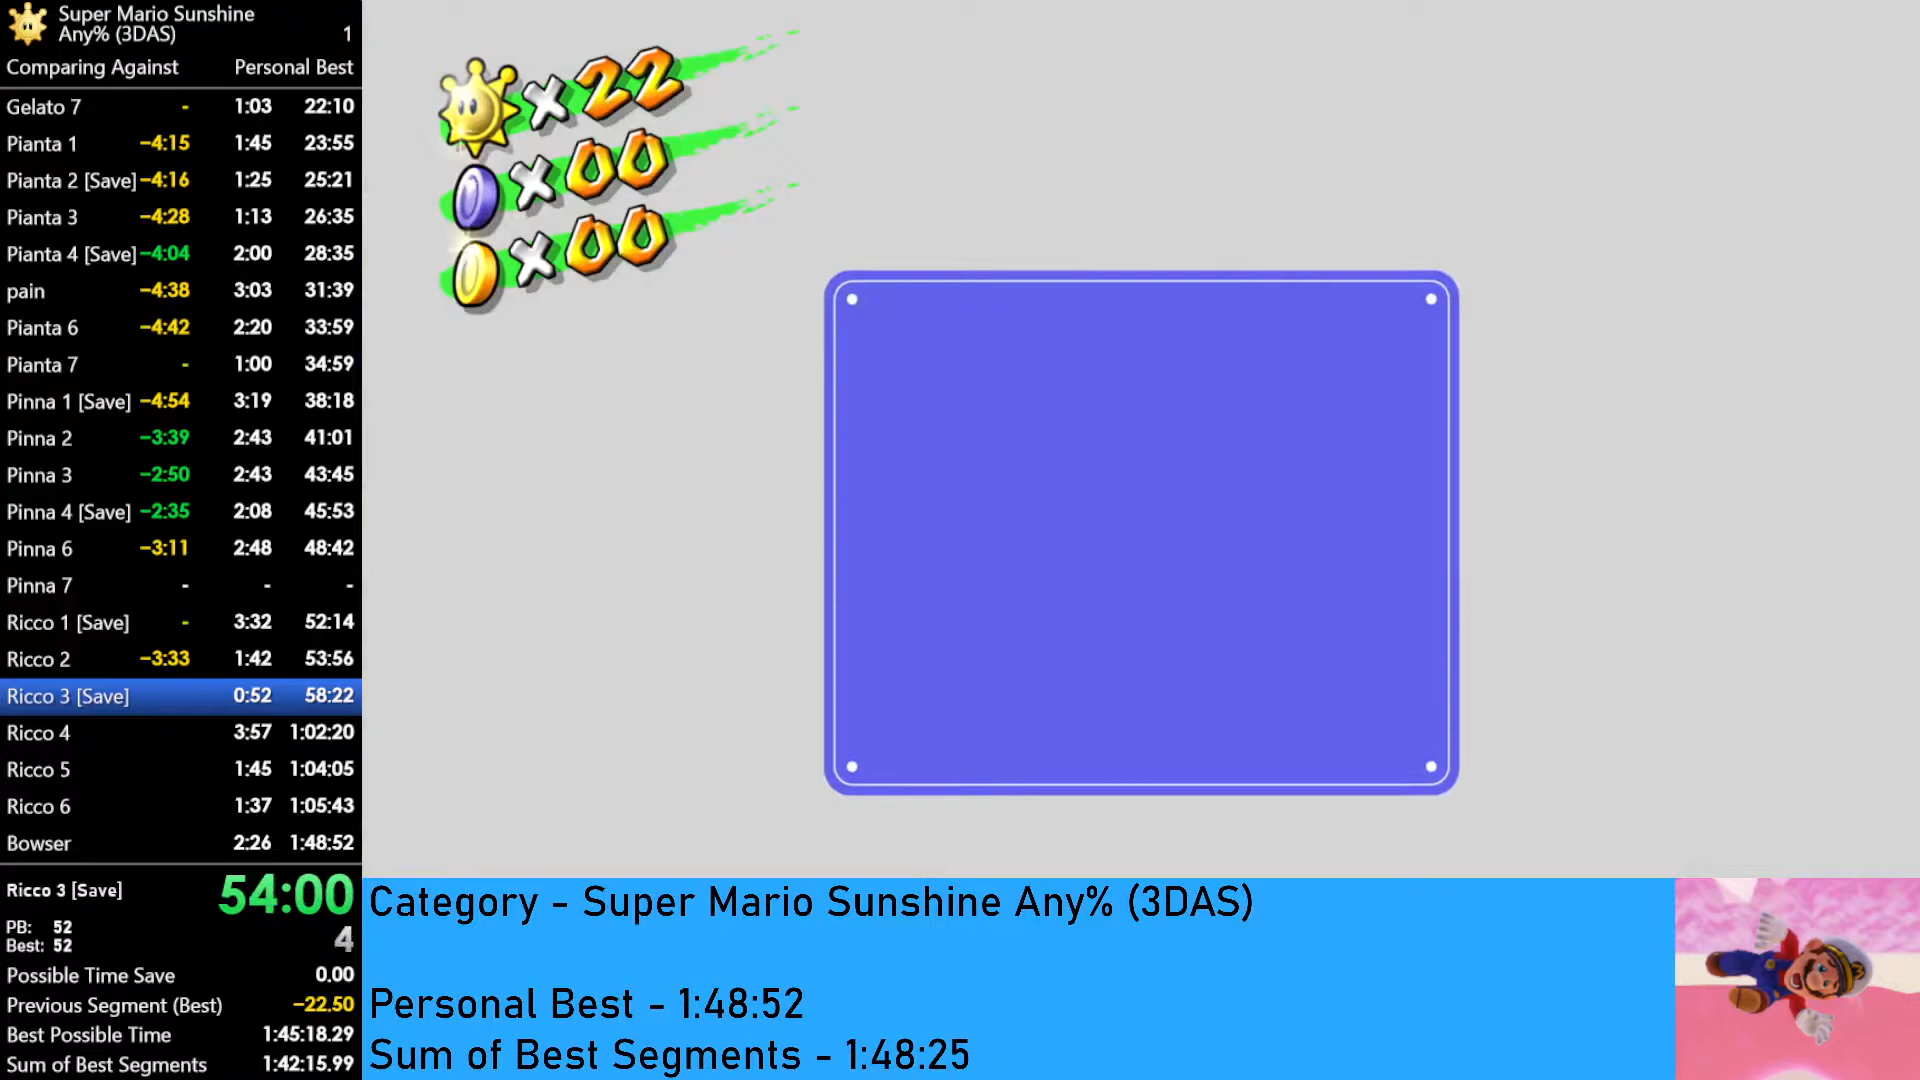 Super Mario Sunshine
Any% (3DAS) 1
Comparing Against Personal Best
Gelato 7 - 1:03 22:10
Pianta 1 −4:15 1:45 23:55
Pianta 2 [Save] −4:16 1:25 25:21
Pianta 3 −4:28 1:13 26:35
Pianta 4 [Save] −4:04 2:00 28:35
pain −4:38 3:03 31:39
Pianta 6 −4:42 2:20 33:59
Pianta 7 - 1:00 34:59
Pinna 1 [Save] −4:54 3:19 38:18
Pinna 2 −3:39 2:43 41:01
Pinna 3 −2:50 2:43 43:45
Pinna 4 [Save] −2:35 2:08 45:53
Pinna 6 −3:11 2:48 48:42
Pinna 7 - - -
Ricco 1 [Save] - 3:32 52:14
Ricco 2 −3:33 1:42 53:56
Ricco 3 [Save] 0:52 58:22
Ricco 4 3:57 1:02:20
Ricco 5 1:45 1:04:05
Ricco 6 1:37 1:05:43
Bowser 2:26 1:48:52
Ricco 3 [Save] 54:00
PB: 52
Best: 52 4
Possible Time Save 0.00
Previous Segment (Best) −22.50
Best Possible Time 1:45:18.29
Sum of Best Segments 1:42:15.99
×22
×00
×00
Category - Super Mario Sunshine Any% (3DAS)
Personal Best - 1:48:52
Sum of Best Segments - 1:48:25